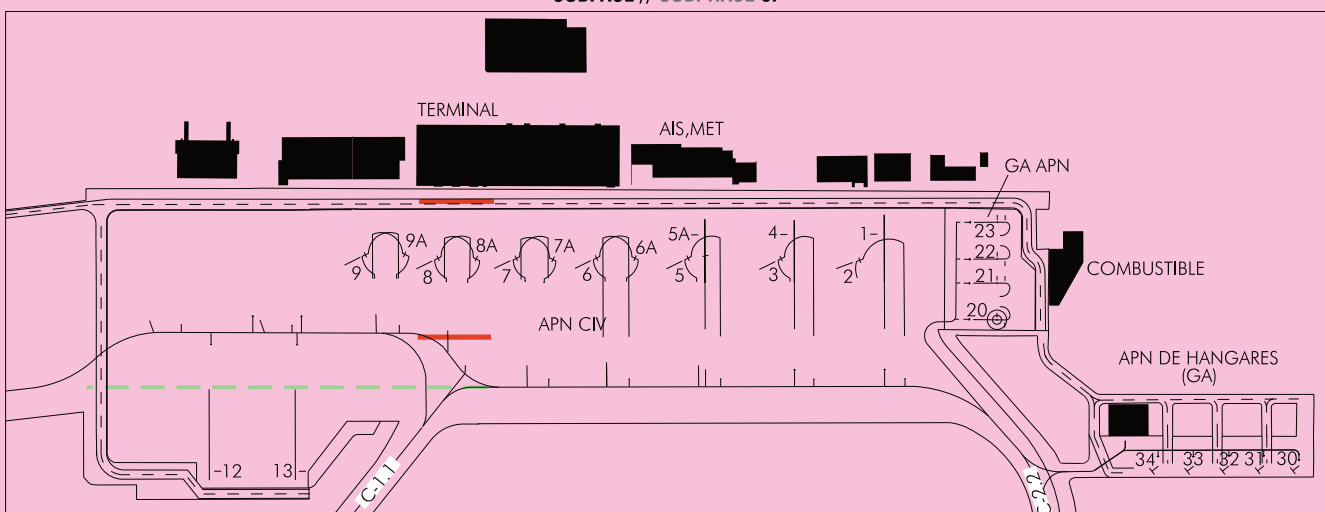 TERMINAL
AIS,MET
GA APN
23
22
21
20
COMBUSTIBLE
9A
9
8A
8
7A
7
6A
6
5A
5
4
3
1
2
APN CIV
APN DE HANGARES
(GA)
12
13
C-1.1
C-2.2
34
33
32
31
30